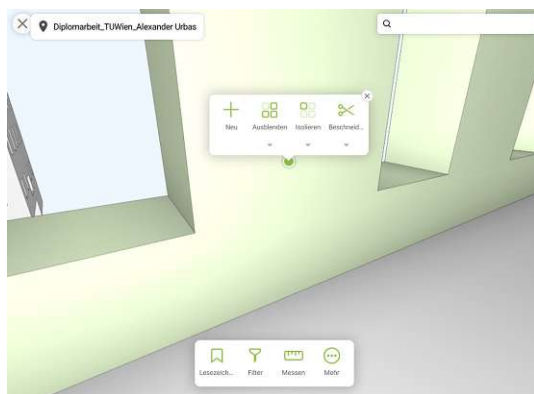 Diplomarbeit_TUWien_Alexander Urbas
Neu Ausblenden Isolieren Beschneid...
Lesezeich... Filter Messen Mehr